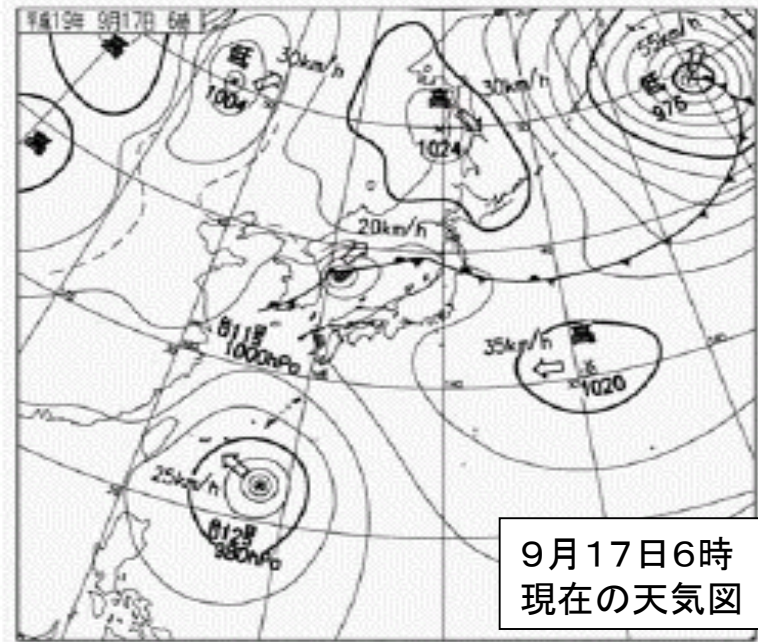 平成19年 9月17日 6時
高
低
1004
30km/h
高
1024
30km/h
55km/h
低
976
高
20km/h
台11号
1000hPa
35km/h
高
1020
25km/h
台12号
980hPa
9月17日6時
現在の天気図